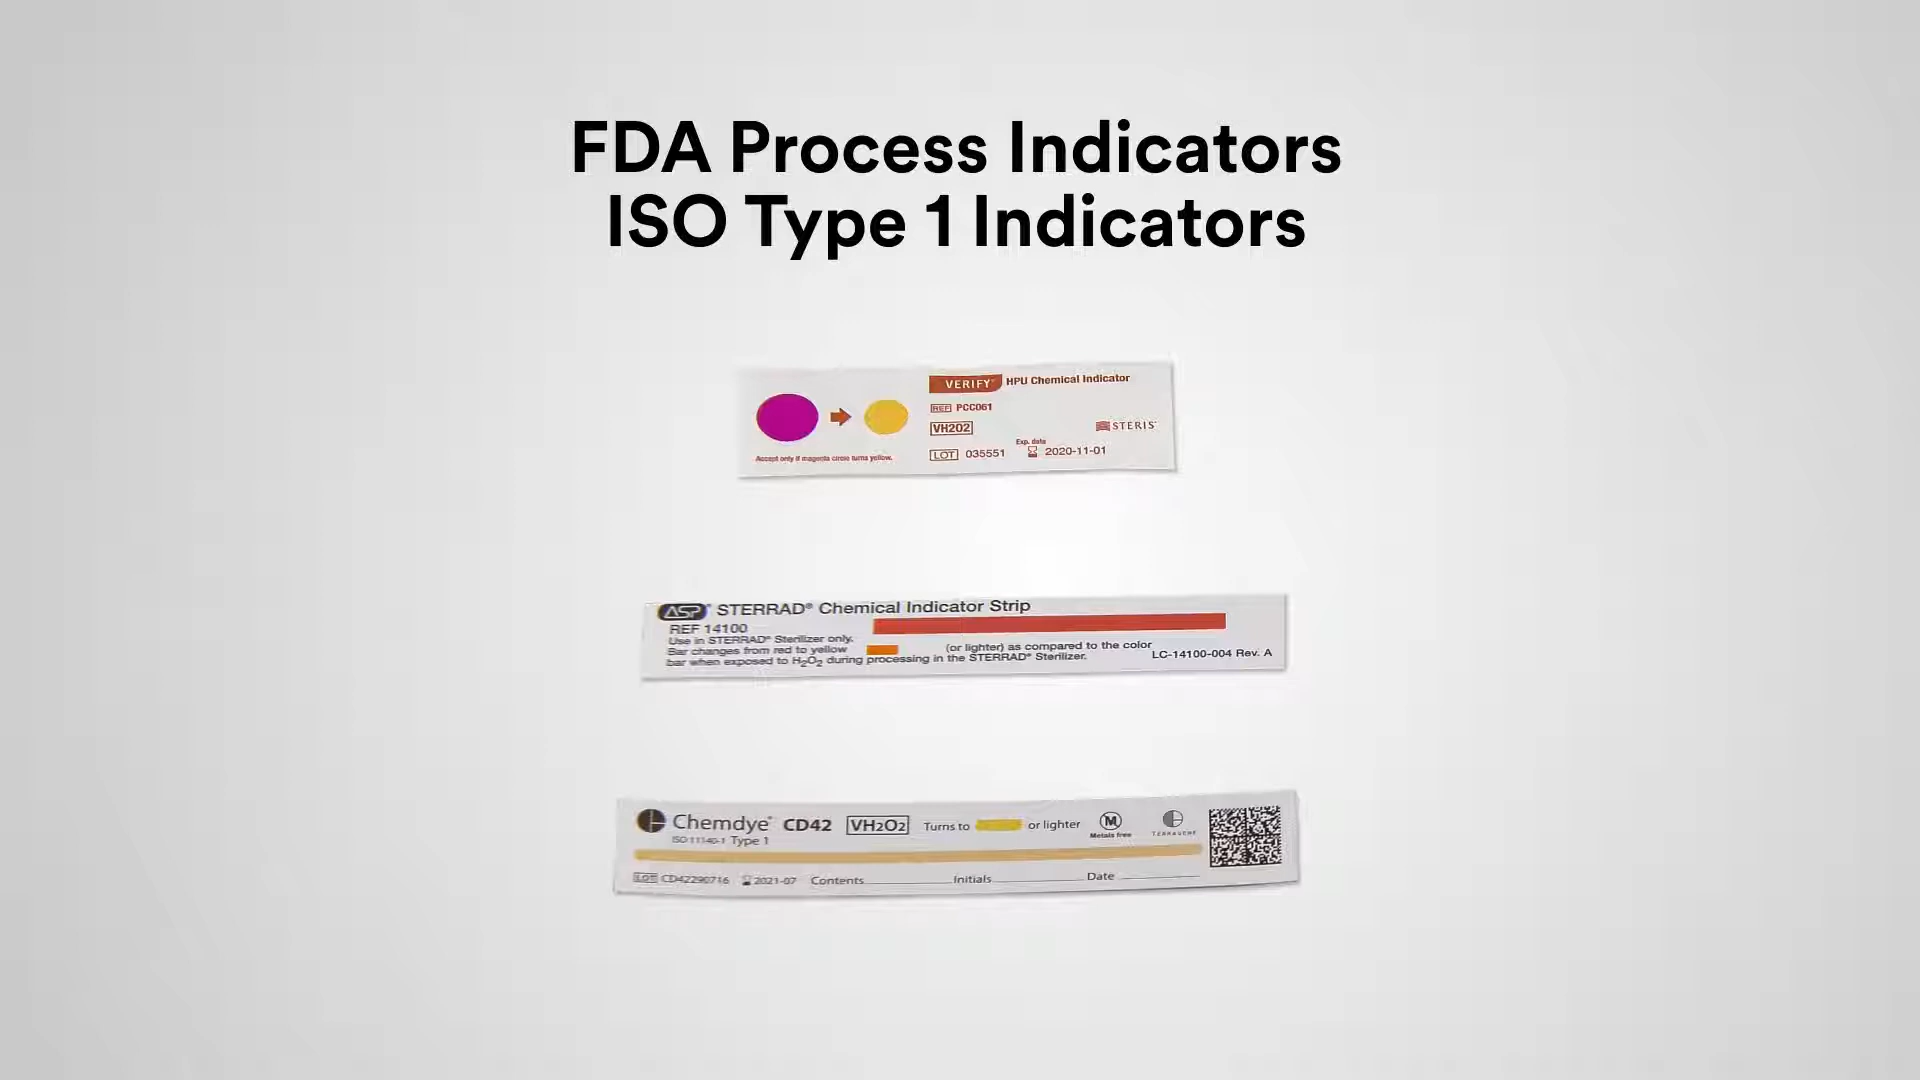 FDA Process Indicators
ISO Type 1 Indicators
VERIFY® HPU Chemical Indicator
REF PCC061
VH202
STERIS®
Exp. date
LOT 035551 2020-11-01
Accept only if magenta circle turns yellow.
ASP® STERRAD® Chemical Indicator Strip
REF 14100
Use in STERRAD® Sterilizer only.
Bar changes from red to yellow (or lighter) as compared to the color
bar when exposed to H2O2 during processing in the STERRAD® Sterilizer.
LC-14100-004 Rev. A
Chemdye® CD42 VH2O2 Turns to or lighter
M
Metals free
TERRAGENE
ISO 11140-1 Type 1
LOT CD42290716 2021-07 Contents Initials Date